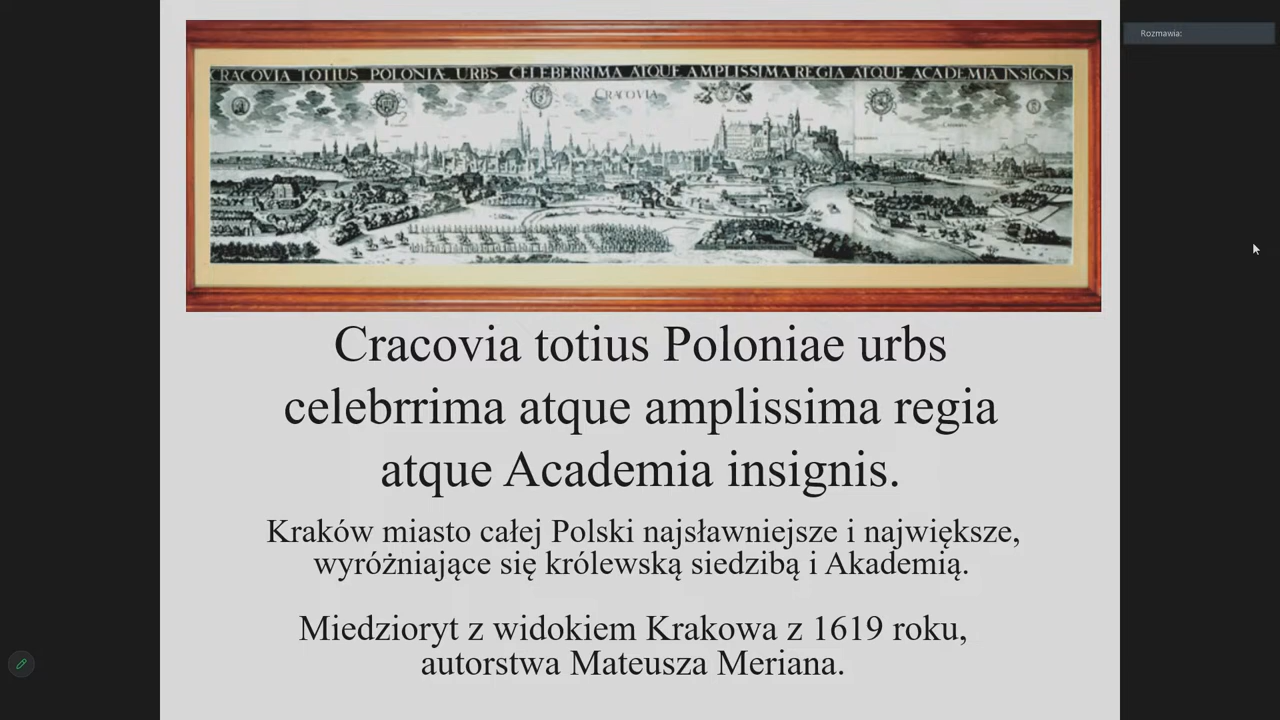 CRACOVIA TOTIUS POLONIÆ URBS CELEBERRIMA ATQUE AMPLISSIMA REGIA ATQUE ACADEMIA INSIGNIS
CRACOVIA
Cracovia totius Poloniae urbs
celebrrima atque amplissima regia
atque Academia insignis.
Kraków miasto całej Polski najsławniejsze i największe,
wyróżniające się królewską siedzibą i Akademią.
Miedzioryt z widokiem Krakowa z 1619 roku,
autorstwa Mateusza Meriana.
Rozmawia: